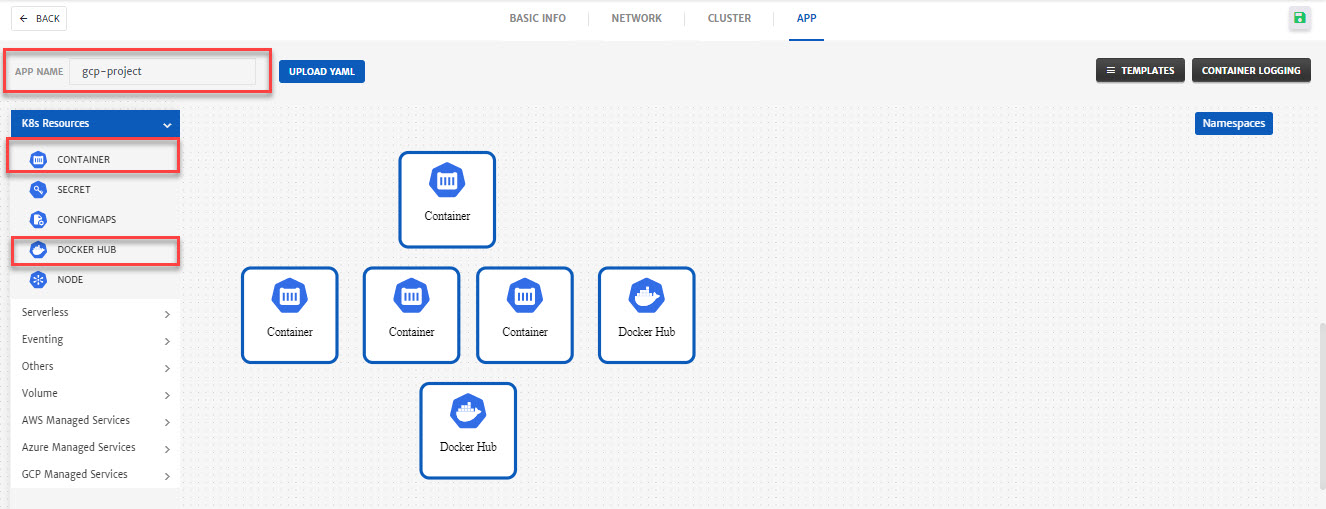 BACK
BASIC INFO
NETWORK
CLUSTER
APP
APP NAME
gcp-project
UPLOAD YAML
TEMPLATES
CONTAINER LOGGING
K8s Resources
Namespaces
CONTAINER
SECRET
CONFIGMAPS
DOCKER HUB
NODE
Serverless
Eventing
Others
Volume
AWS Managed Services
Azure Managed Services
GCP Managed Services
Container
Container
Container
Container
Docker Hub
Docker Hub